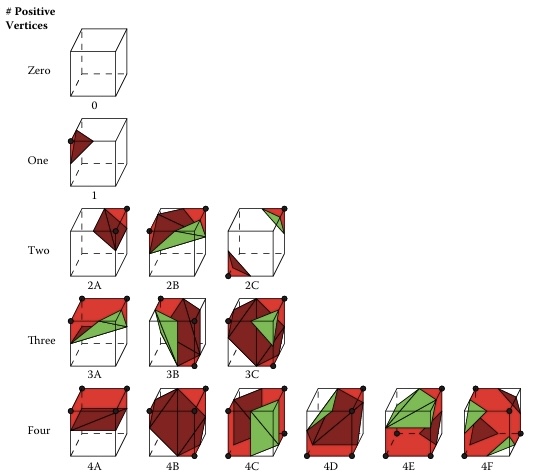 # Positive
Vertices
Zero
0
One
1
Two
2A 2B 2C
Three
3A 3B 3C
Four
4A 4B 4C 4D 4E 4F